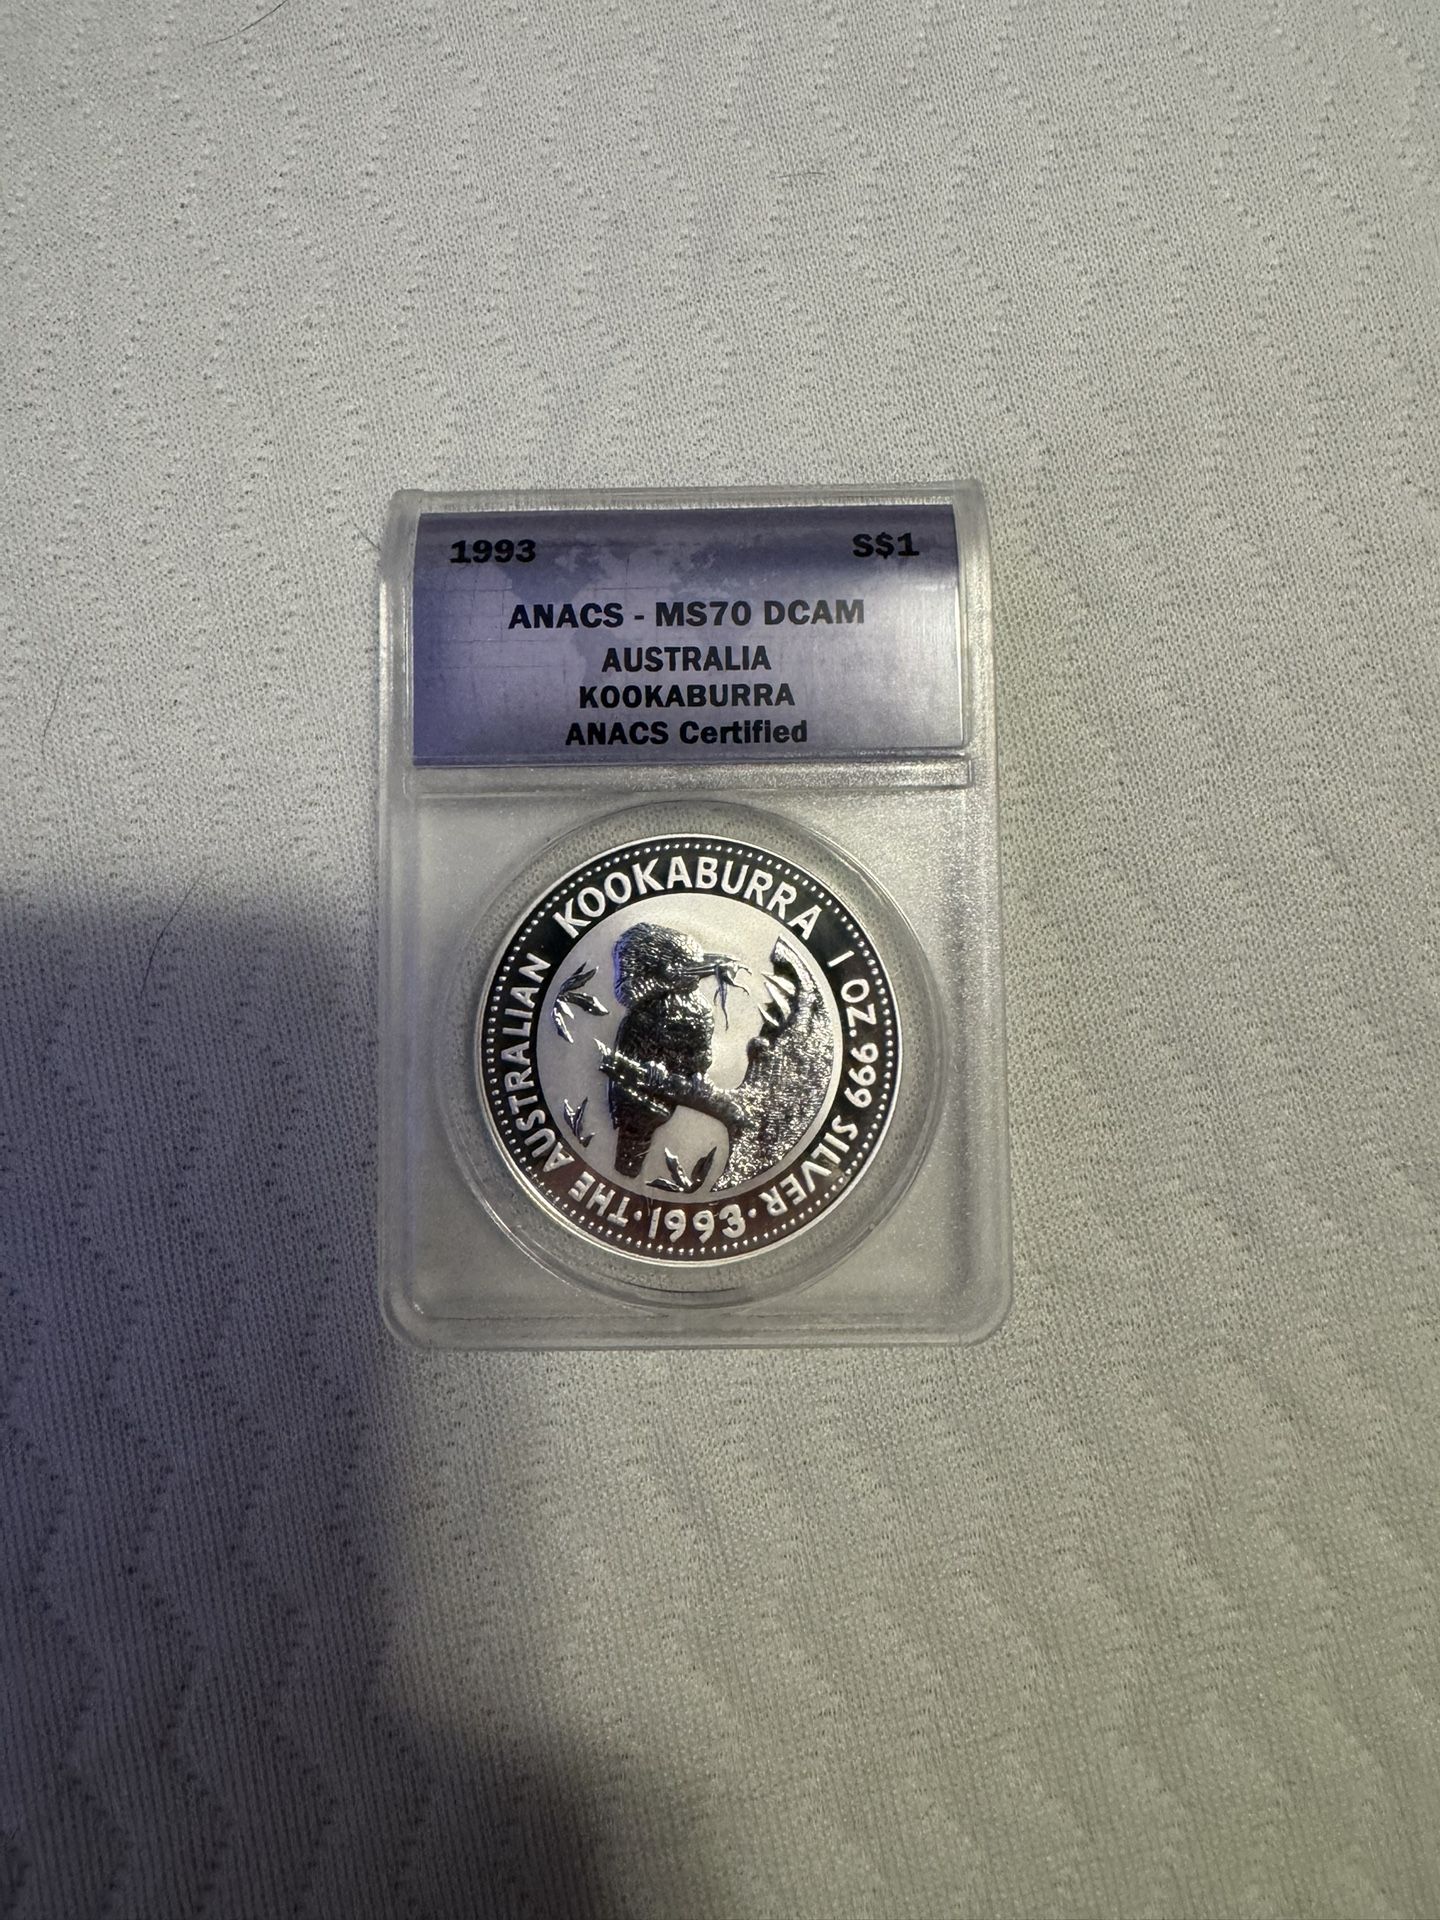 1993 S$1
ANACS - MS70 DCAM
AUSTRALIA
KOOKABURRA
ANACS Certified
THE AUSTRALIAN KOOKABURRA 1 OZ. 999 SILVER
·1993·